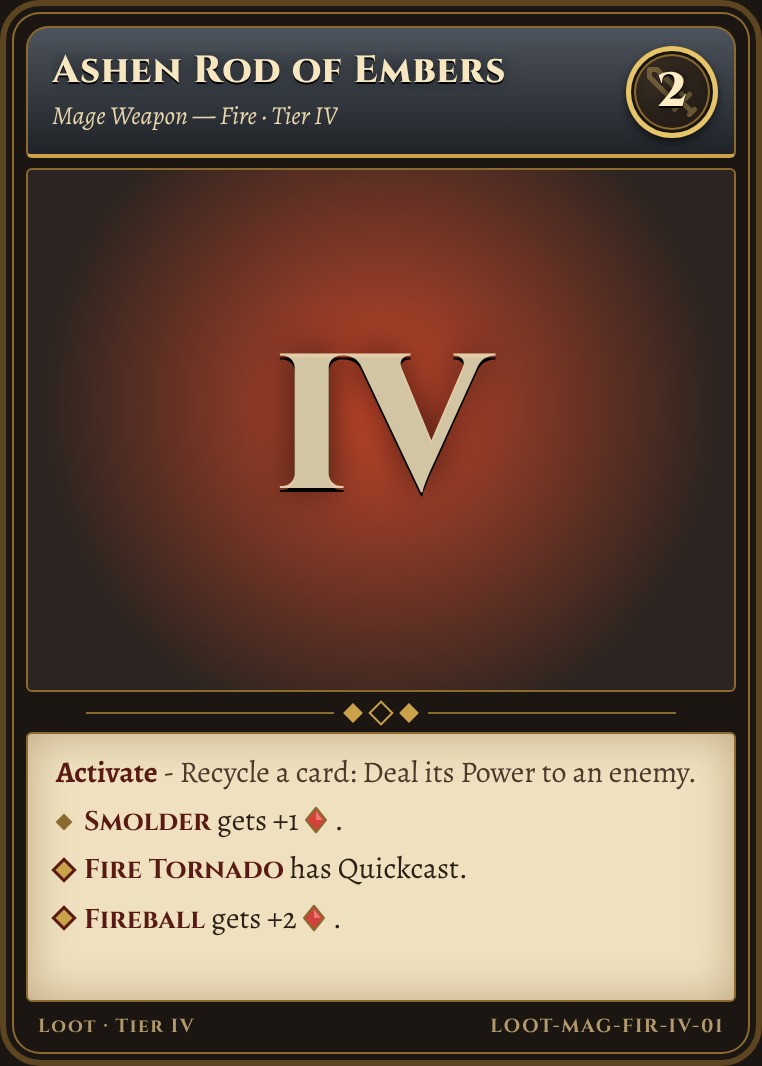 Ashen Rod of Embers
Mage Weapon — Fire · Tier IV
2
IV
Activate - Recycle a card: Deal its Power to an enemy.
Smolder gets +1 .
Fire Tornado has Quickcast.
Fireball gets +2 .
Loot · Tier IV
LOOT-MAG-FIR-IV-01